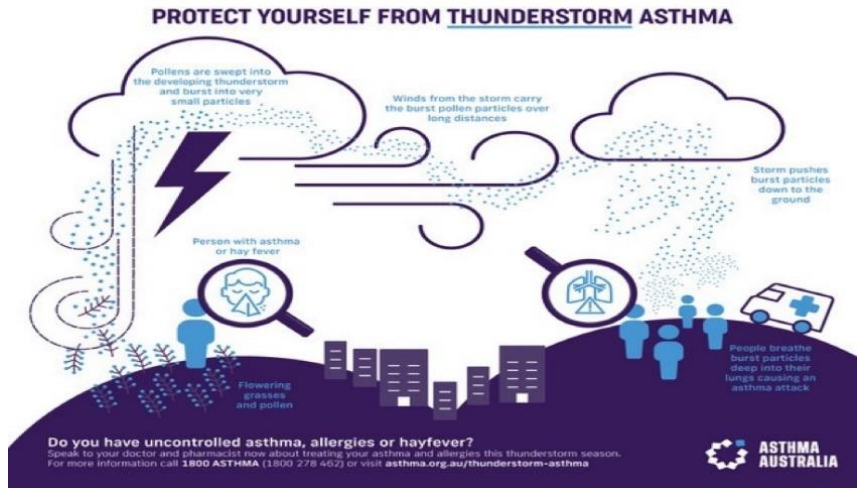 PROTECT YOURSELF FROM THUNDERSTORM ASTHMA
Pollens are swept into
the developing thunderstorm
and burst into very
small particles
Winds from the storm carry
the burst pollen particles over
long distances
Storm pushes
burst particles
down to the
ground
Person with asthma
or hay fever
Flowering
grasses
and pollen
People breathe
burst particles
deep into their
lungs causing an
asthma attack
Do you have uncontrolled asthma, allergies or hayfever?
Speak to your doctor and pharmacist now about treating your asthma and allergies this thunderstorm season.
For more information call 1800 ASTHMA (1800 278 462) or visit asthma.org.au/thunderstorm-asthma
ASTHMA
AUSTRALIA